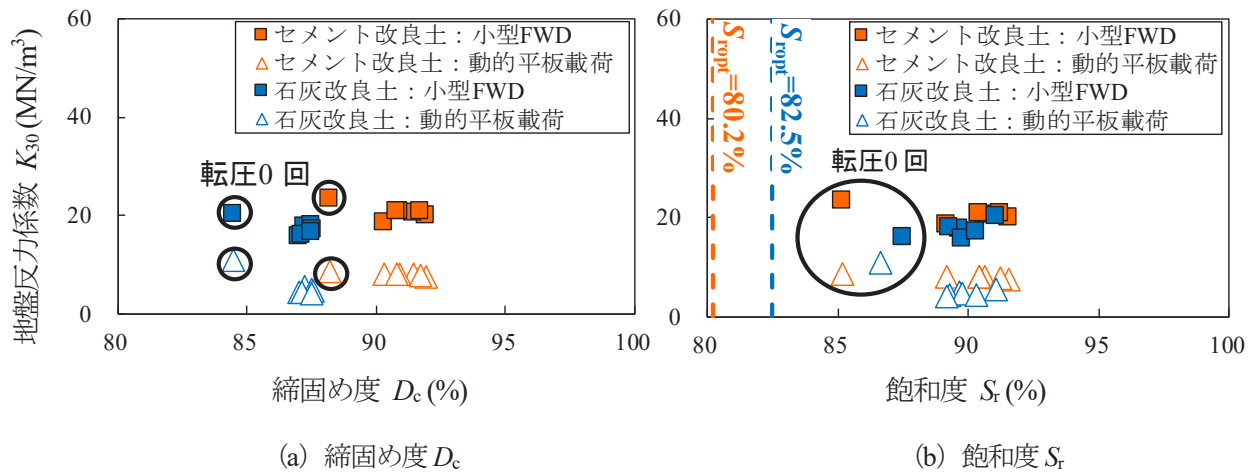 地盤反力係数 K30 (MN/m3)
60
40
20
0
セメント改良土：小型FWD
セメント改良土：動的平板載荷
石灰改良土：小型FWD
石灰改良土：動的平板載荷
転圧0 回
80
85
90
95
100
締固め度 Dc (%)
(a) 締固め度 Dc
60
40
20
0
Sropt=80.2%
Sropt=82.5%
セメント改良土：小型FWD
セメント改良土：動的平板載荷
石灰改良土：小型FWD
石灰改良土：動的平板載荷
転圧0 回
80
85
90
95
100
飽和度 Sr (%)
(b) 飽和度 Sr